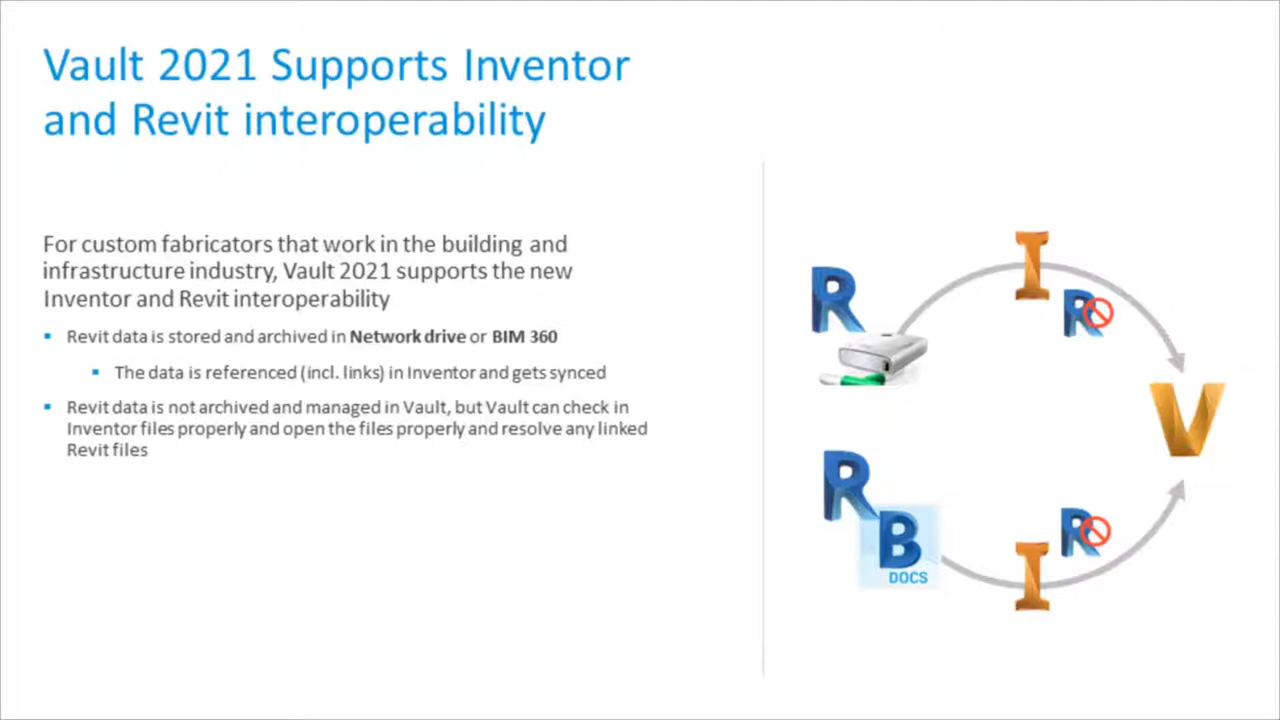 Vault 2021 Supports Inventor
and Revit interoperability
For custom fabricators that work in the building and
infrastructure industry, Vault 2021 supports the new
Inventor and Revit interoperability
Revit data is stored and archived in Network drive or BIM 360
The data is referenced (incl. links) in Inventor and gets synced
Revit data is not archived and managed in Vault, but Vault can check in
Inventor files properly and open the files properly and resolve any linked
Revit files
I
R
R
V
R
R
B
DOCS
I